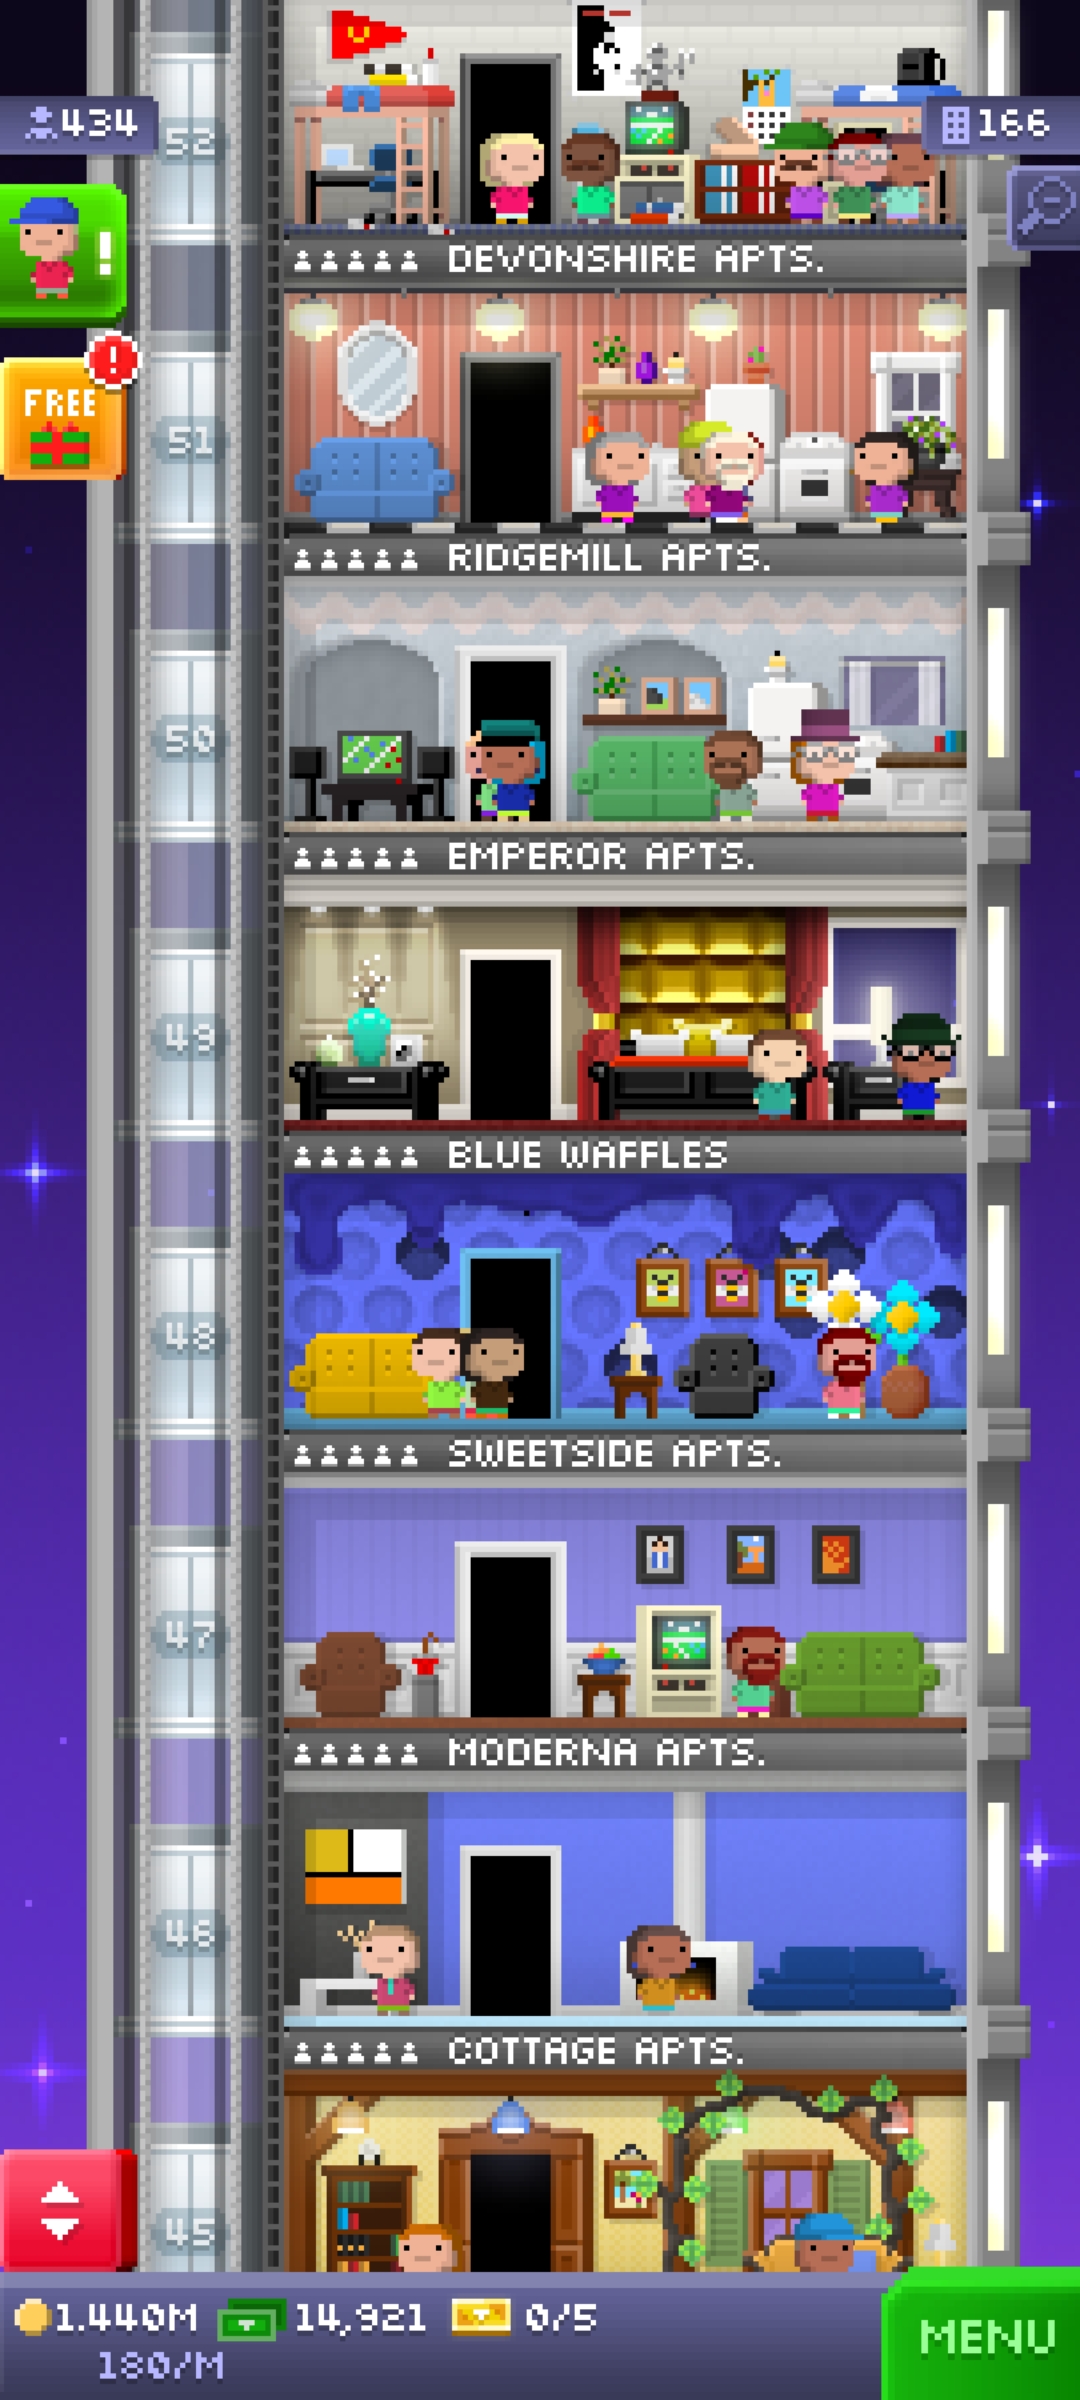 52
434
166
!
DEVONSHIRE APTS.
!
FREE
51
RIDGEMILL APTS.
50
EMPEROR APTS.
49
BLUE WAFFLES
48
SWEETSIDE APTS.
47
MODERNA APTS.
46
COTTAGE APTS.
45
1.440M 14,921 0/5
180/M
MENU